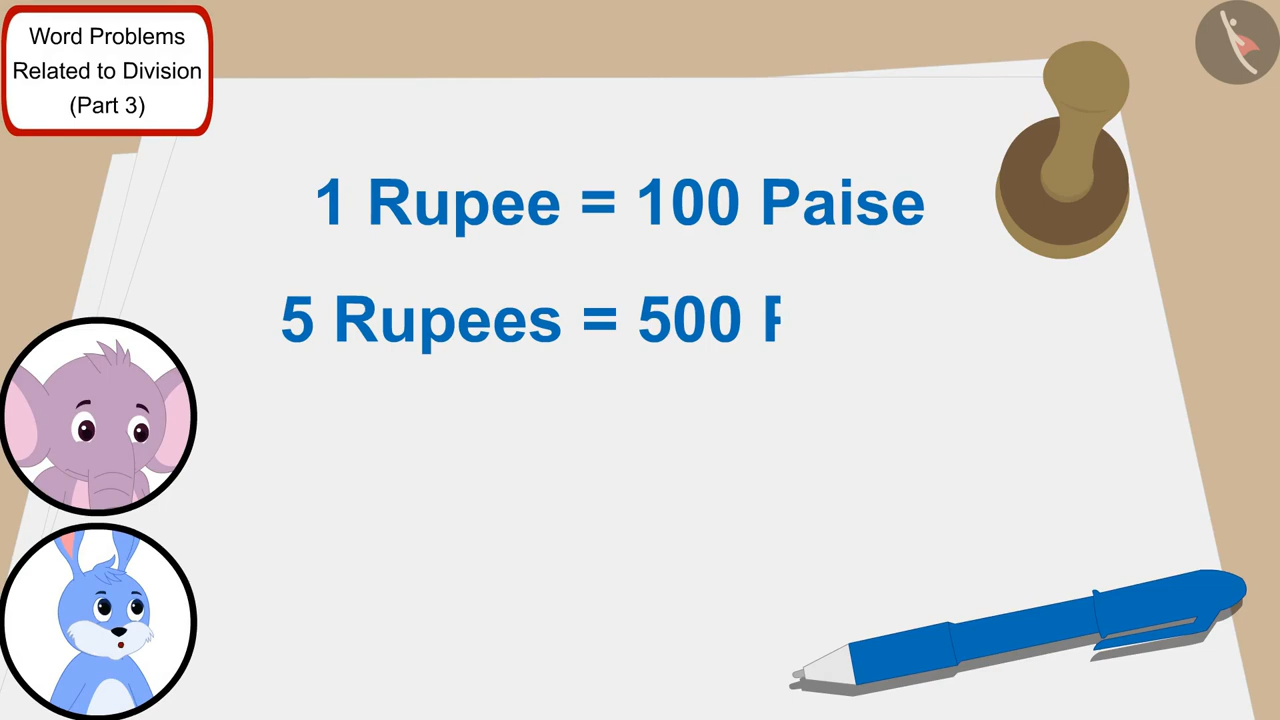 Word Problems
Related to Division
(Part 3)
1 Rupee = 100 Paise
5 Rupees = 500